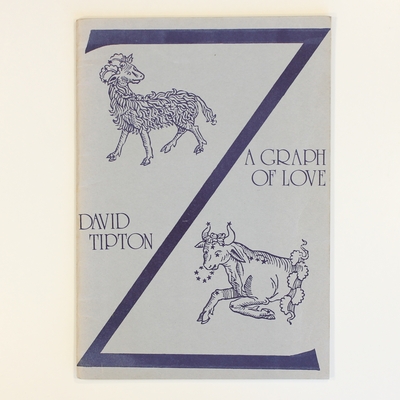 A GRAPH
OF LOVE
DAVID
TIPTON